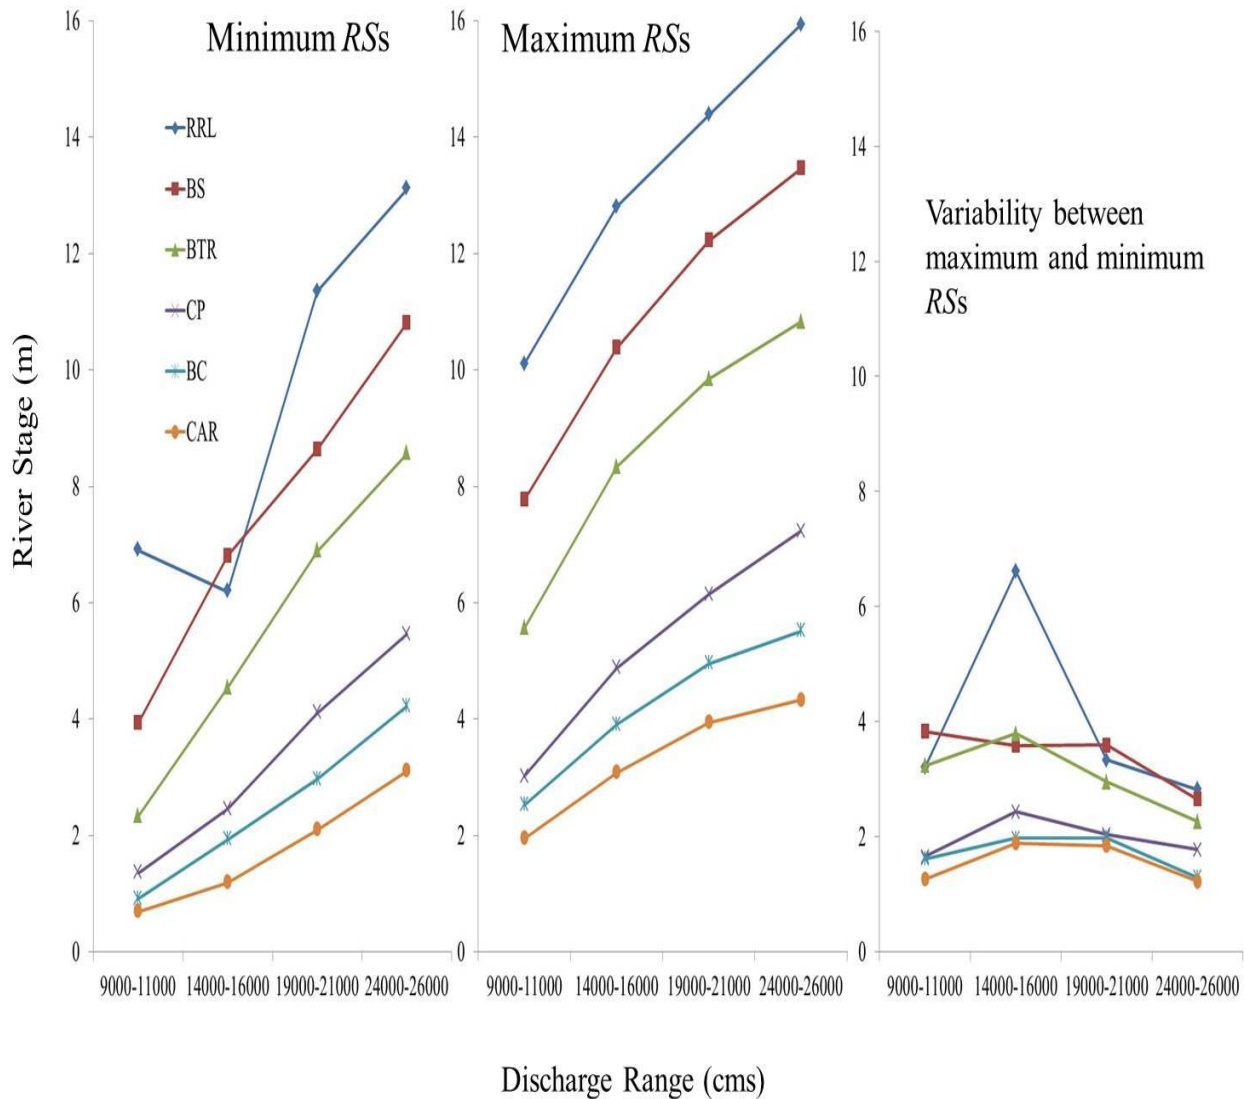 Minimum RSs
Maximum RSs
Variability between
maximum and minimum
RSs
RRL
BS
BTR
CP
BC
CAR
River Stage (m)
16
14
12
10
8
6
4
2
0
16
14
12
10
8
6
4
2
0
16
14
12
10
8
6
4
2
0
9000-11000 14000-16000 19000-21000 24000-26000
9000-11000 14000-16000 19000-21000 24000-26000
9000-11000 14000-16000 19000-21000 24000-26000
Discharge Range (cms)